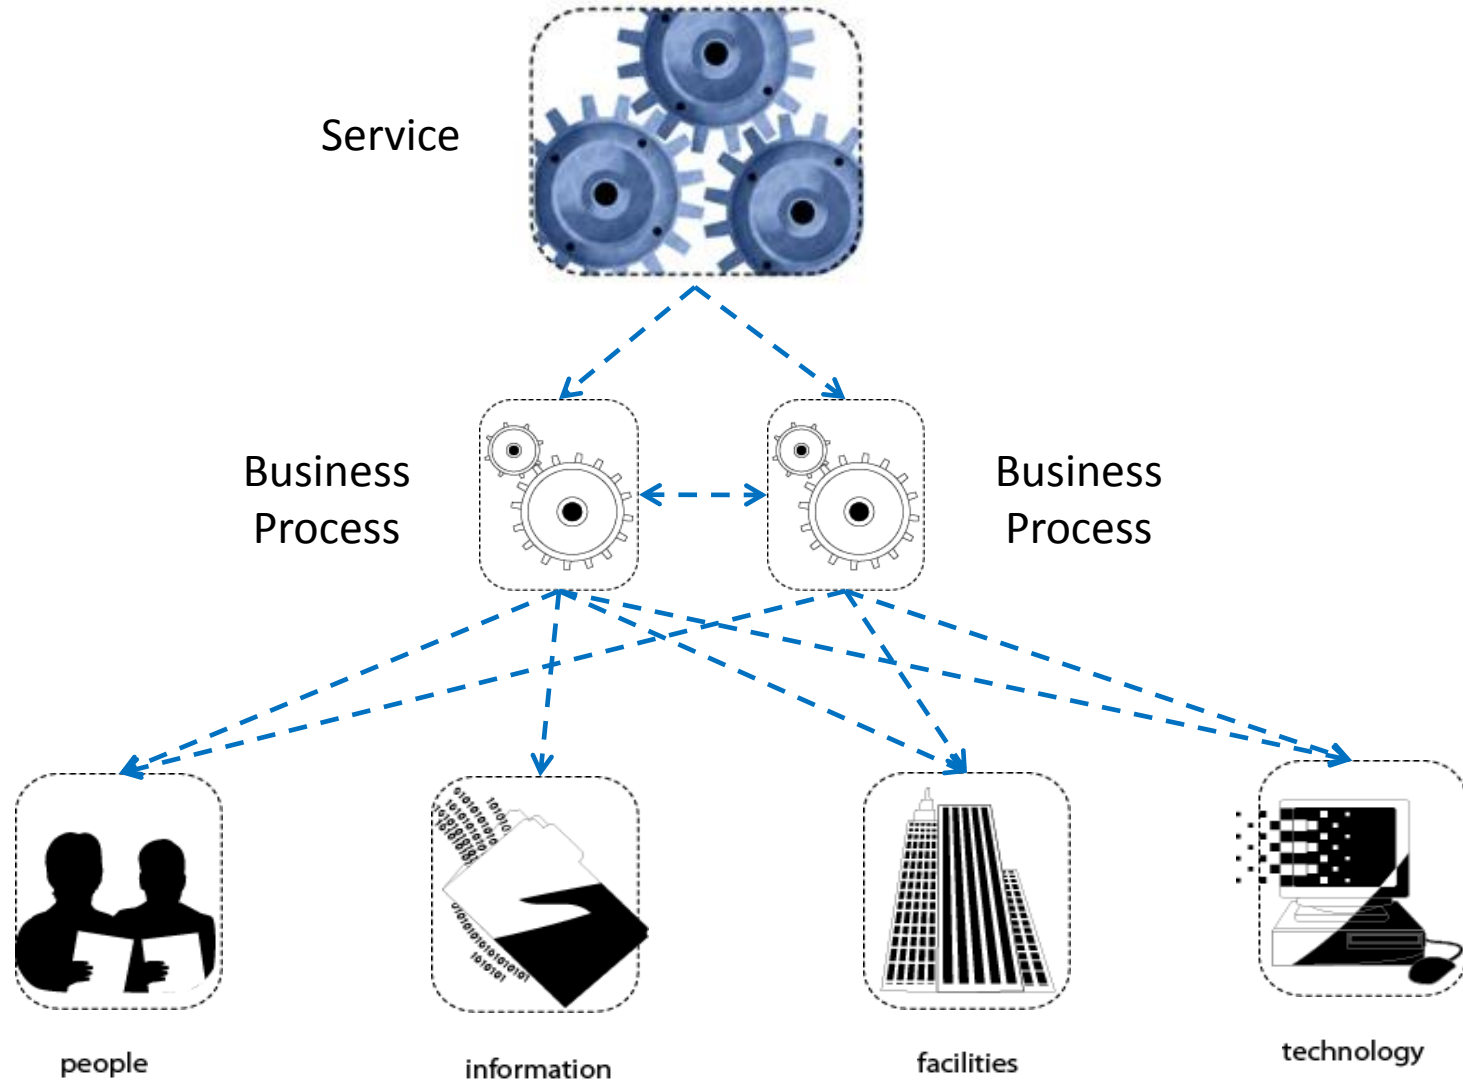 Service
Business
Process
Business
Process
people
information
facilities
technology